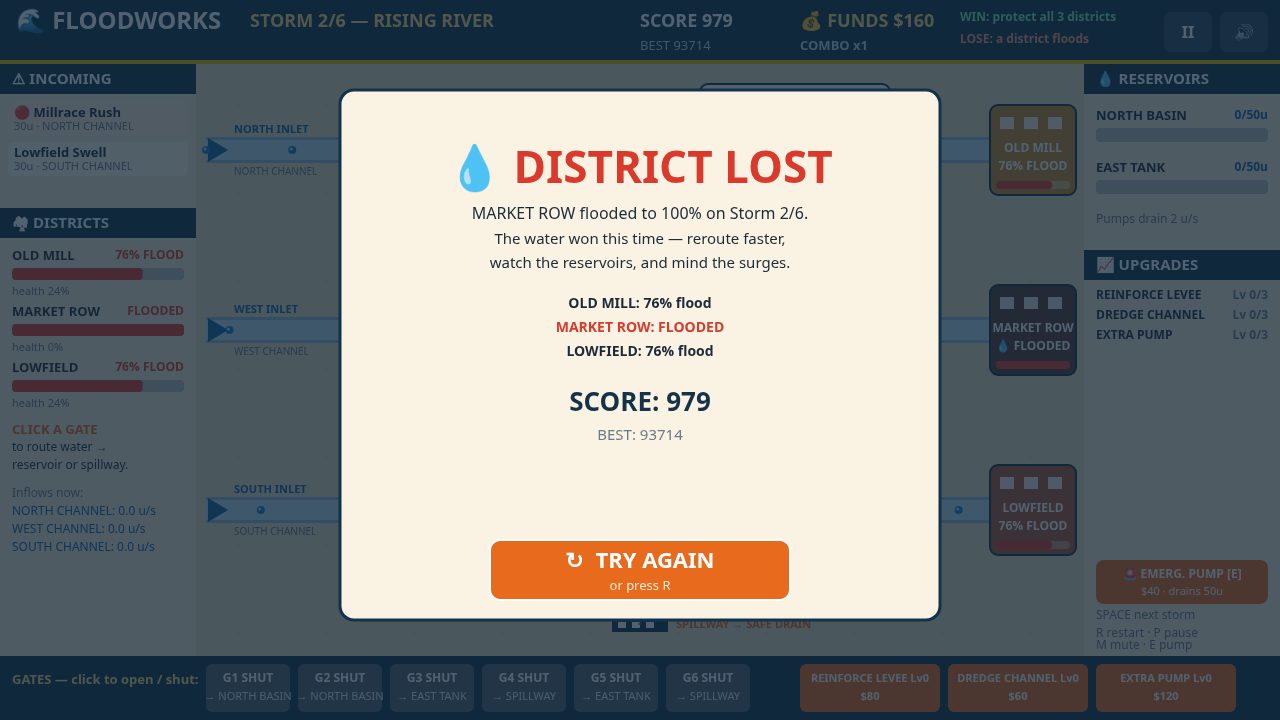 🌊 FLOODWORKS
STORM 2/6 — RISING RIVER
SCORE 979
BEST 93714
💰 FUNDS $160
COMBO x1
WIN: protect all 3 districts
LOSE: a district floods
II
🔊
⚠ INCOMING
🔴 Millrace Rush
30u · NORTH CHANNEL
Lowfield Swell
30u · SOUTH CHANNEL
🏘 DISTRICTS
OLD MILL 76% FLOOD
health 24%
MARKET ROW FLOODED
health 0%
LOWFIELD 76% FLOOD
health 24%
CLICK A GATE
to route water →
reservoir or spillway.
Inflows now:
NORTH CHANNEL: 0.0 u/s
WEST CHANNEL: 0.0 u/s
SOUTH CHANNEL: 0.0 u/s
NORTH INLET
NORTH CHANNEL
WEST INLET
WEST CHANNEL
SOUTH INLET
SOUTH CHANNEL
💧 DISTRICT LOST
MARKET ROW flooded to 100% on Storm 2/6.
The water won this time — reroute faster,
watch the reservoirs, and mind the surges.
OLD MILL: 76% flood
MARKET ROW: FLOODED
LOWFIELD: 76% flood
SCORE: 979
BEST: 93714
↻ TRY AGAIN
or press R
SPILLWAY → SAFE DRAIN
OLD MILL
76% FLOOD
MARKET ROW
💧 FLOODED
LOWFIELD
76% FLOOD
💧 RESERVOIRS
NORTH BASIN 0/50u
EAST TANK 0/50u
Pumps drain 2 u/s
📈 UPGRADES
REINFORCE LEVEE Lv 0/3
DREDGE CHANNEL Lv 0/3
EXTRA PUMP Lv 0/3
🚨 EMERG. PUMP [E]
$40 · drains 50u
SPACE next storm
R restart · P pause
M mute · E pump
GATES — click to open / shut:
G1 SHUT
→ NORTH BASIN
G2 SHUT
→ NORTH BASIN
G3 SHUT
→ EAST TANK
G4 SHUT
→ SPILLWAY
G5 SHUT
→ EAST TANK
G6 SHUT
→ SPILLWAY
REINFORCE LEVEE Lv0
$80
DREDGE CHANNEL Lv0
$60
EXTRA PUMP Lv0
$120